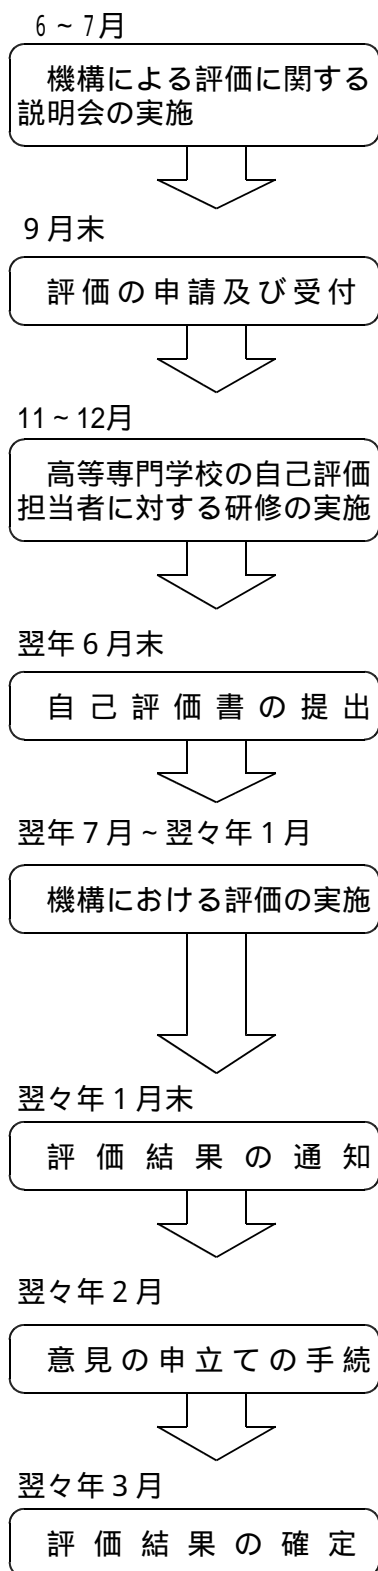 6～7月
機構による評価に関する
説明会の実施
9月末
評価の申請及び受付
11～12月
高等専門学校の自己評価
担当者に対する研修の実施
翌年6月末
自己評価書の提出
翌年7月～翌々年1月
機構における評価の実施
翌々年1月末
評価結果の通知
翌々年2月
意見の申立ての手続
翌々年3月
評価結果の確定